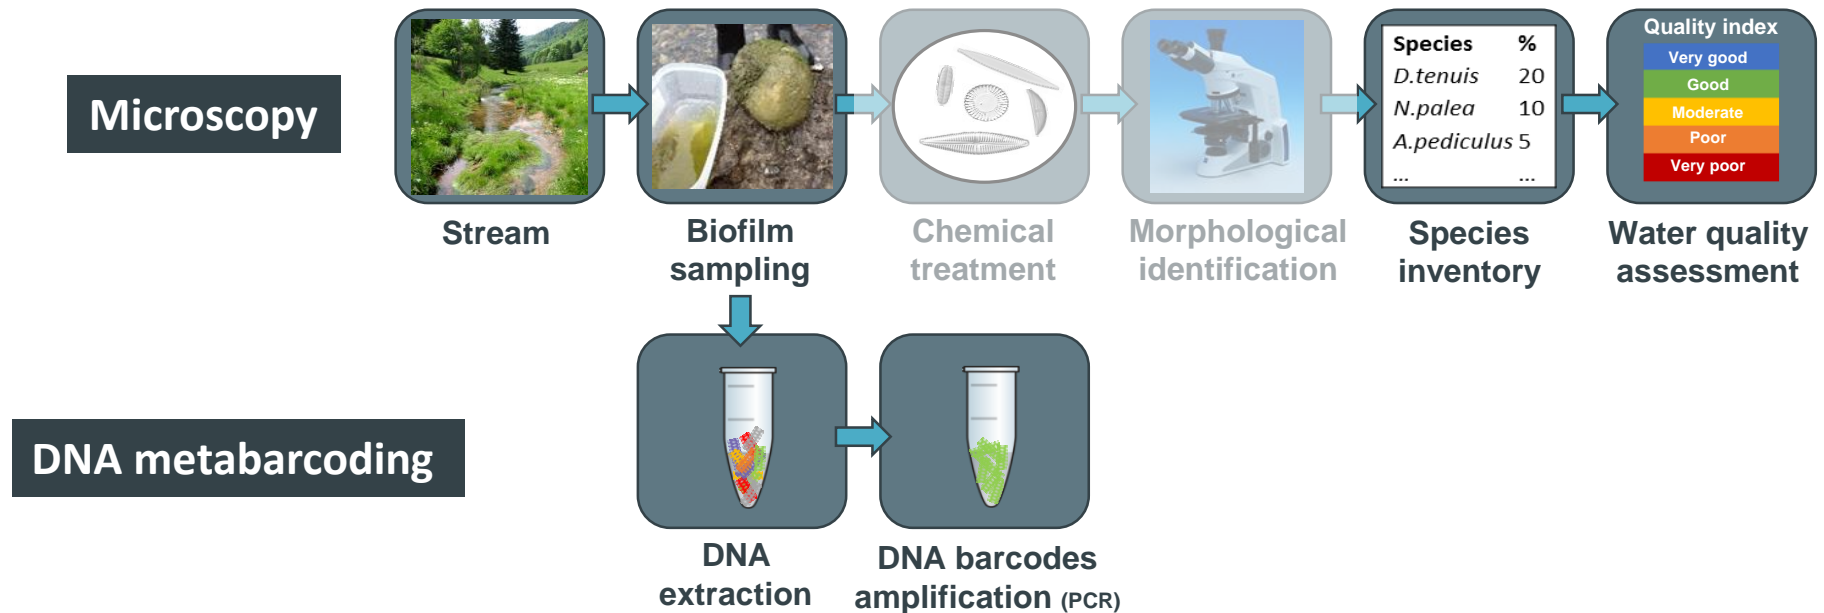 Microscopy
Species %
D.tenuis 20
N.palea 10
A.pediculus 5
... ...
Quality index
Very good
Good
Moderate
Poor
Very poor
Stream
Biofilm
sampling
Chemical
treatment
Morphological
identification
Species
inventory
Water quality
assessment
DNA metabarcoding
DNA
extraction
DNA barcodes
amplification (PCR)